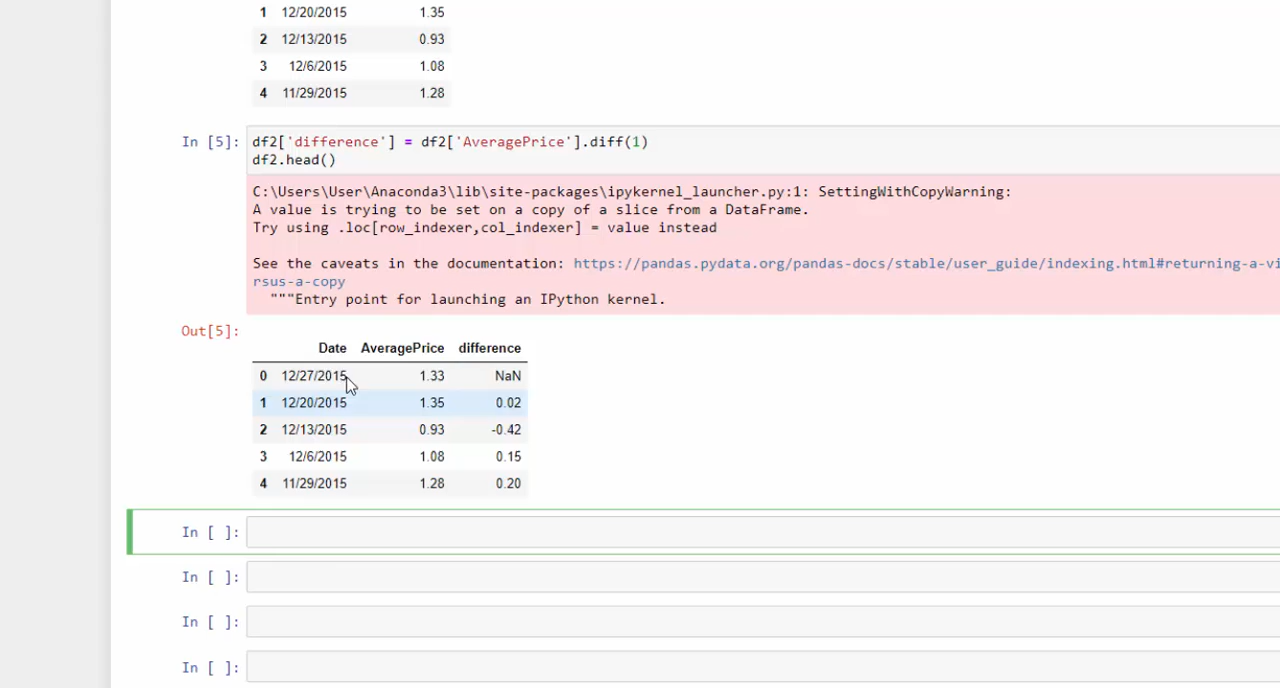 1 12/20/2015 1.35
2 12/13/2015 0.93
3 12/6/2015 1.08
4 11/29/2015 1.28
In [5]: df2['difference'] = df2['AveragePrice'].diff(1)
df2.head()
C:\Users\User\Anaconda3\lib\site-packages\ipykernel_launcher.py:1: SettingWithCopyWarning:
A value is trying to be set on a copy of a slice from a DataFrame.
Try using .loc[row_indexer,col_indexer] = value instead
See the caveats in the documentation: https://pandas.pydata.org/pandas-docs/stable/user_guide/indexing.html#returning-a-vi
rsus-a-copy
"""Entry point for launching an IPython kernel.
Out[5]:
Date AveragePrice difference
0 12/27/2015 1.33 NaN
1 12/20/2015 1.35 0.02
2 12/13/2015 0.93 -0.42
3 12/6/2015 1.08 0.15
4 11/29/2015 1.28 0.20
In [ ]:
In [ ]:
In [ ]:
In [ ]: